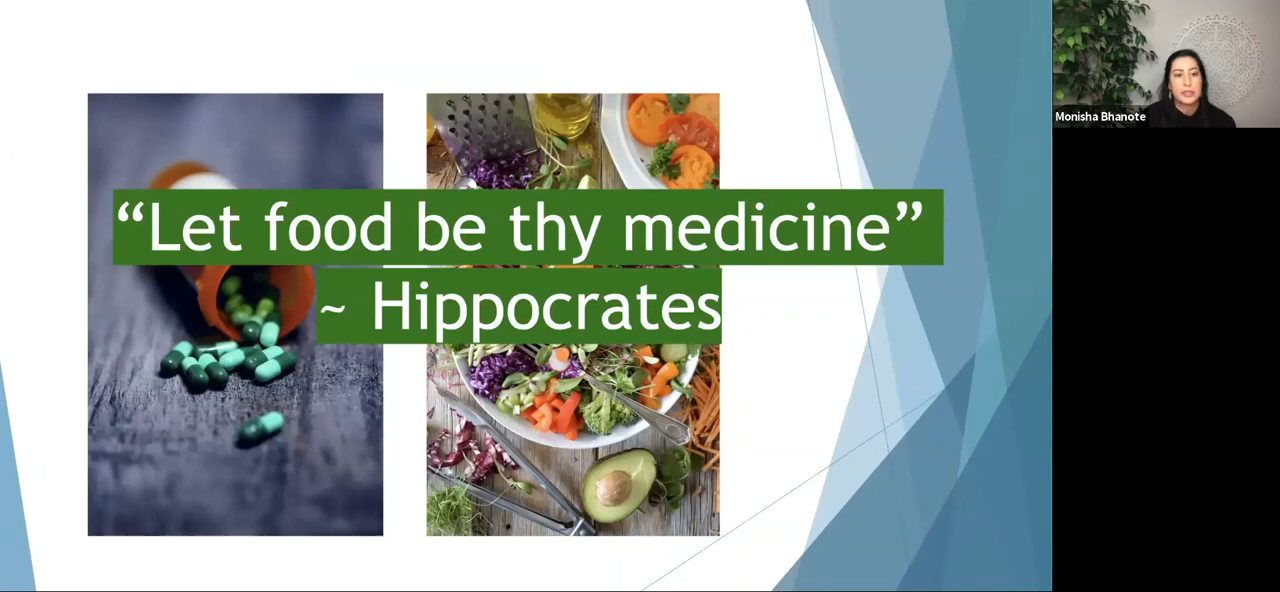 “Let food be thy medicine”
~ Hippocrates
Monisha Bhanote